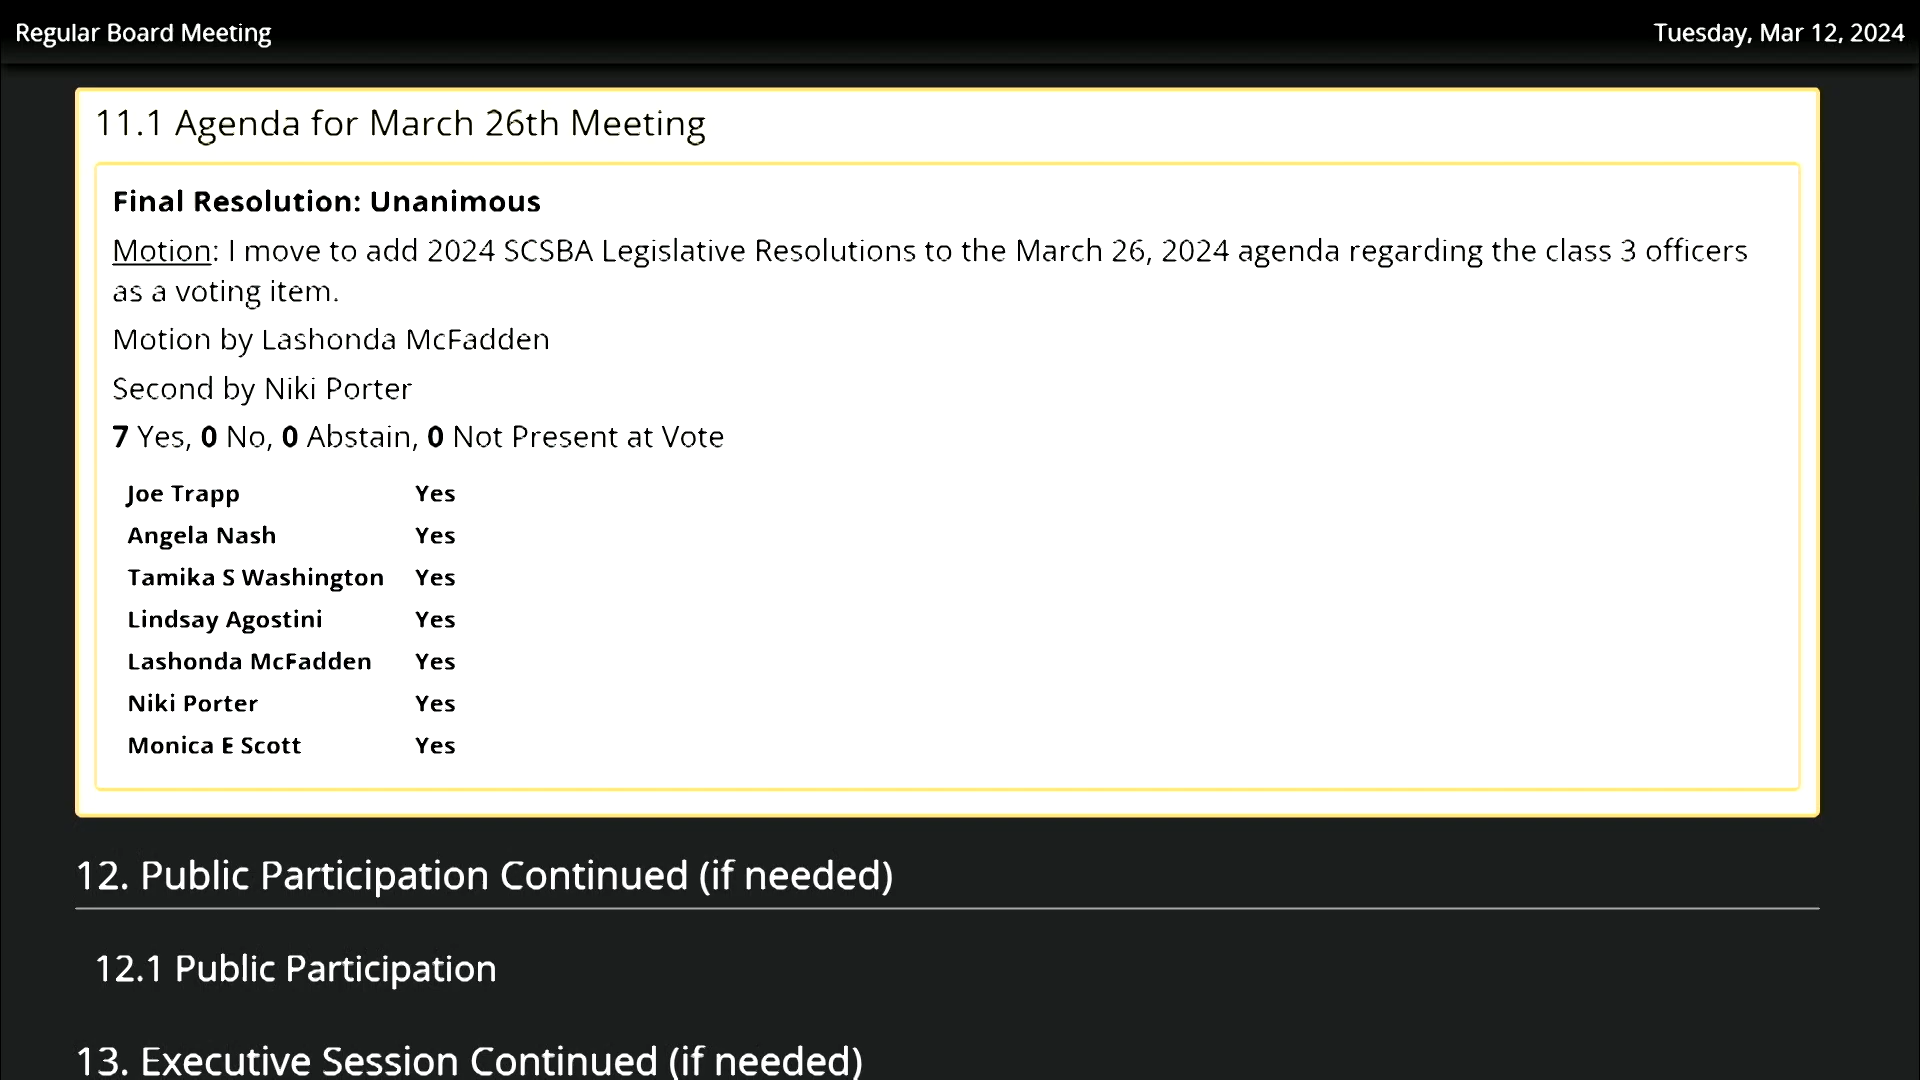 Regular Board Meeting
Tuesday, Mar 12, 2024
11.1 Agenda for March 26th Meeting
Final Resolution: Unanimous
Motion: I move to add 2024 SCSBA Legislative Resolutions to the March 26, 2024 agenda regarding the class 3 officers
as a voting item.
Motion by Lashonda McFadden
Second by Niki Porter
7 Yes, 0 No, 0 Abstain, 0 Not Present at Vote
Joe Trapp Yes
Angela Nash Yes
Tamika S Washington Yes
Lindsay Agostini Yes
Lashonda McFadden Yes
Niki Porter Yes
Monica E Scott Yes
12. Public Participation Continued (if needed)
12.1 Public Participation
13. Executive Session Continued (if needed)